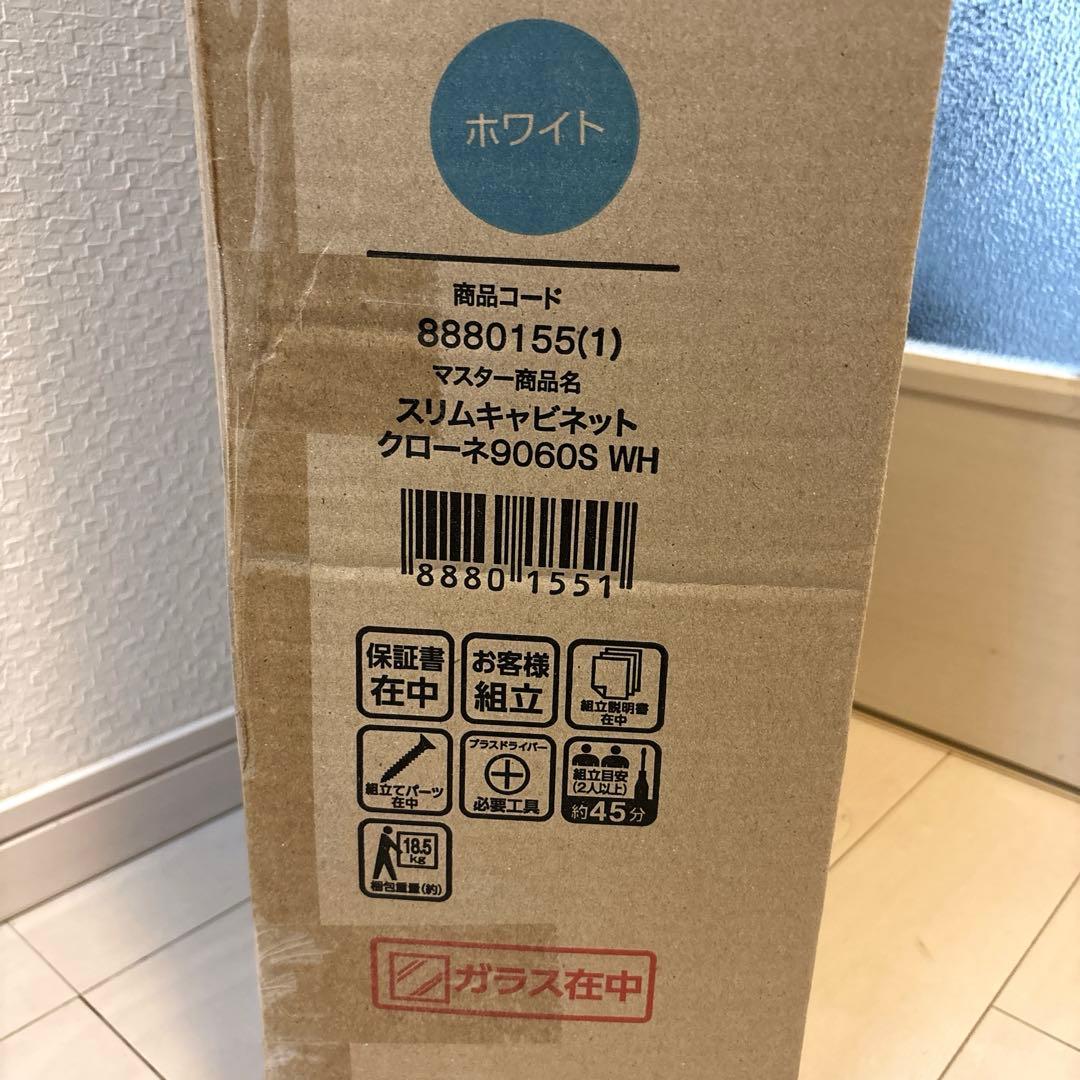 ホワイト
商品コード
8880155(1)
マスター商品名
スリムキャビネット
クローネ9060S WH
8880 1551
保証書
在中
お客様
組立
組立説明書
在中
組立てパーツ
在中
プラスドライバー
必要工具
組立目安
(2人以上)
約45分
18.5
kg
梱包重量(約)
ガラス在中